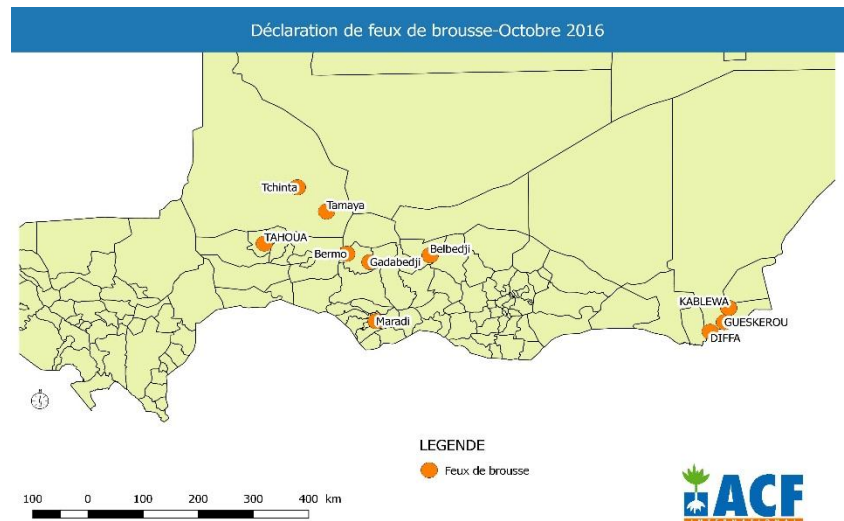 Déclaration de feux de brousse-Octobre 2016
Tchinta
Tamaya
TAHOUA
Bermo
Gadabedji
Belbedji
KABLEWA
GUESKEROU
DIFFA
Maradi
LEGENDE
Feux de brousse
100 0 100 200 300 400 km
ACF
INTERNATIONAL